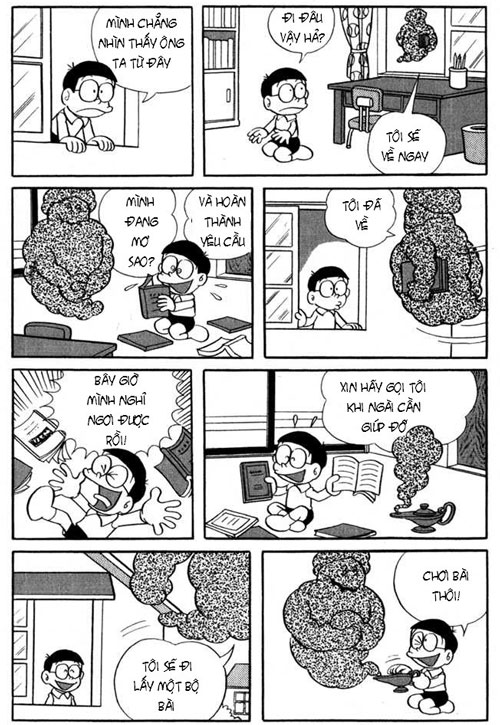 ĐI ĐÂU
VẬY HẢ?
TÔI SẼ
VỀ NGAY
MÌNH CHẲNG
NHÌN THẤY ÔNG
TA TỪ ĐÂY
TÔI ĐÃ
VỀ
VÀ HOÀN
THÀNH
YÊU CẦU
MÌNH
ĐANG
MƠ
SAO?
XIN HÃY GỌI TÔI
KHI NGÀI CẦN
GIÚP ĐỠ
BÂY GIỜ
MÌNH NGHỈ
NGƠI ĐƯỢC
RỒI!
CHƠI BÀI
THÔI!
TÔI SẼ ĐI
LẤY MỘT BỘ
BÀI